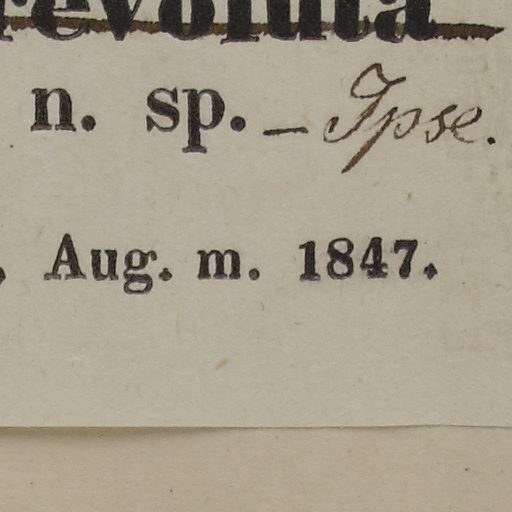 revoluta
n. sp. – Ipse.
, Aug. m. 1847.